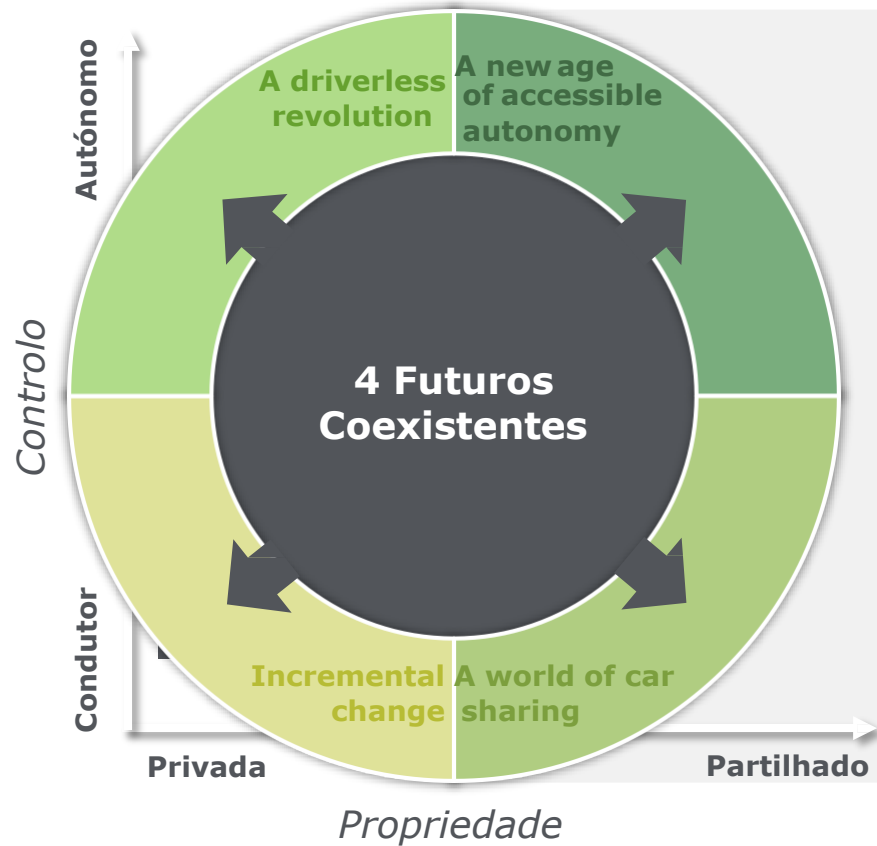 Autónomo
A driverless
revolution
A new age
of accessible
autonomy
Controlo
4 Futuros
Coexistentes
Condutor
Incremental
change
A world of car
sharing
Privada
Partilhado
Propriedade